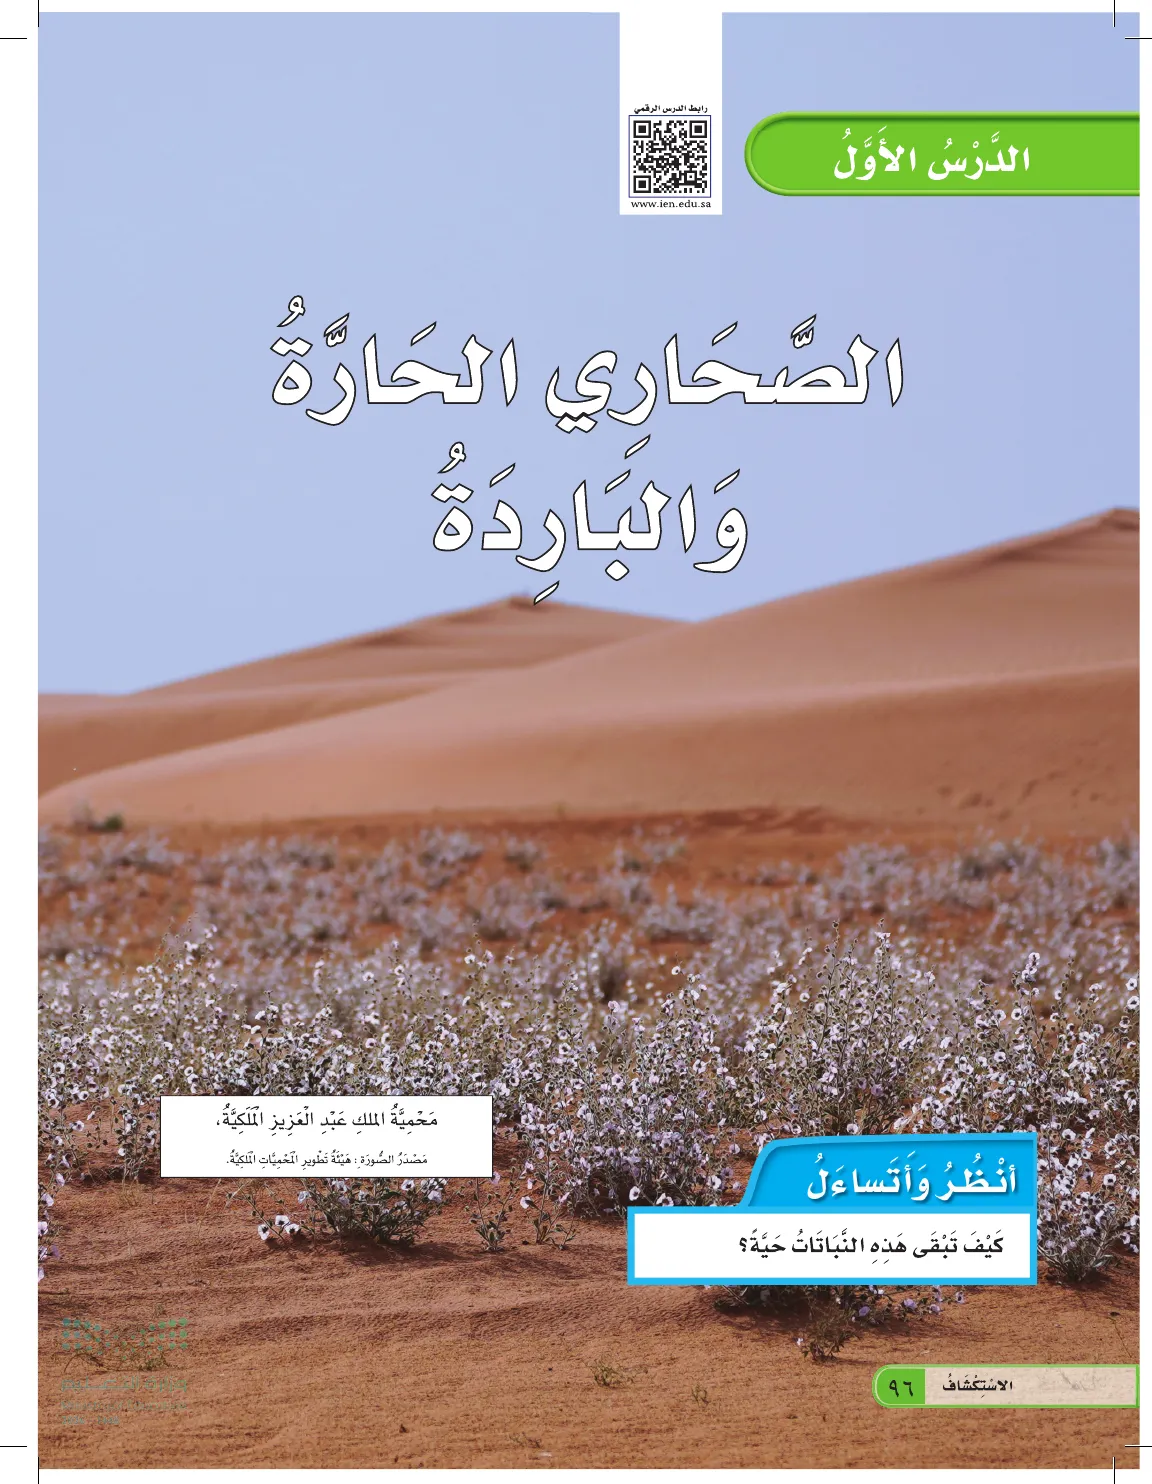 رابط الدرس الرقمي
www.ien.edu.sa
الدَّرْسُ الأَوَّلُ
الصَّحَارِي الحَارَّةُ
وَالبَارِدَةُ
مَحْمِيَّةُ الملكِ عَبْدِ الْعَزِيزِ الْمَلَكِيَّةُ،
مَصْدَرُ الصُّورَةِ : هَيْئَةُ تَطْوِيرِ الْمَحْمِيَّاتِ الْمَلَكِيَّةُ.
أَنْظُرُ وَأَتَساءَلُ
كَيْفَ تَبْقَى هَذِهِ النَّبَاتَاتُ حَيَّةً؟
الاسْتِكْشَافُ
٩٦